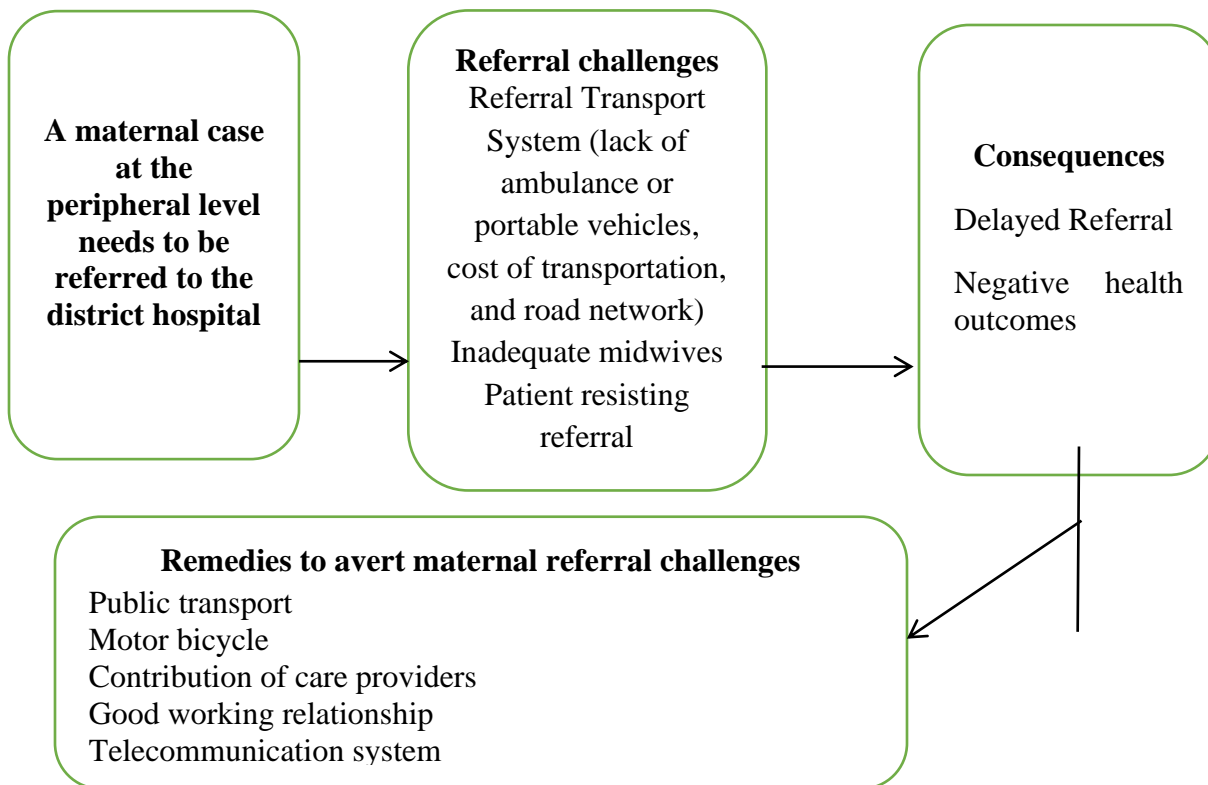 A maternal case
at the
peripheral level
needs to be
referred to the
district hospital
Referral challenges
Referral Transport
System (lack of
ambulance or
portable vehicles,
cost of transportation,
and road network)
Inadequate midwives
Patient resisting
referral
Consequences
Delayed Referral
Negative health
outcomes
Remedies to avert maternal referral challenges
Public transport
Motor bicycle
Contribution of care providers
Good working relationship
Telecommunication system